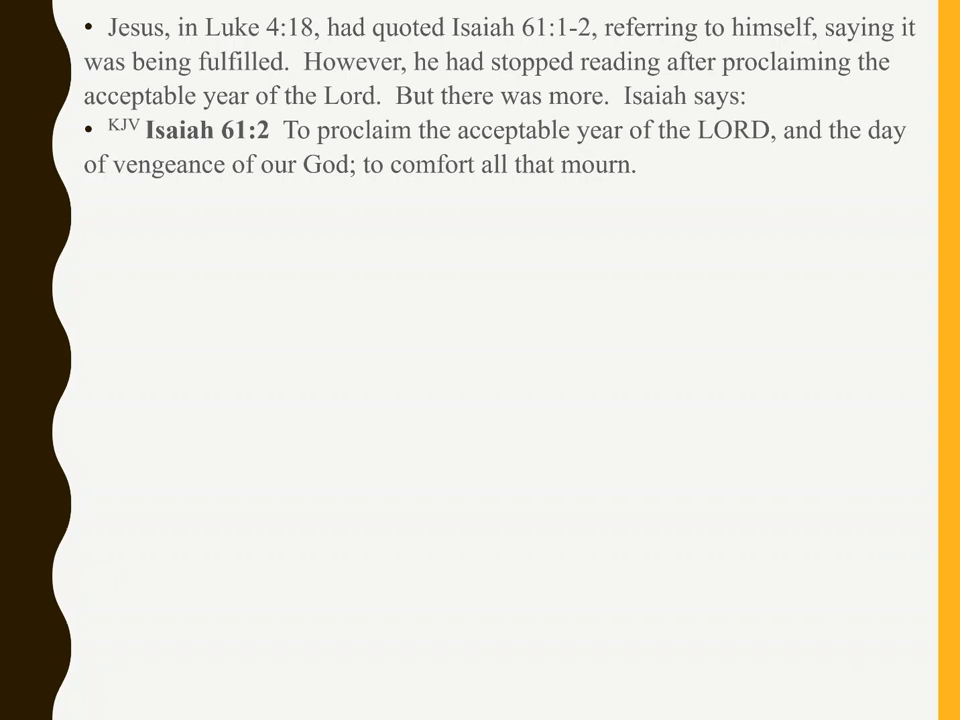 • Jesus, in Luke 4:18, had quoted Isaiah 61:1-2, referring to himself, saying it
was being fulfilled.  However, he had stopped reading after proclaiming the
acceptable year of the Lord.  But there was more.  Isaiah says:
• KJV Isaiah 61:2  To proclaim the acceptable year of the LORD, and the day
of vengeance of our God; to comfort all that mourn.